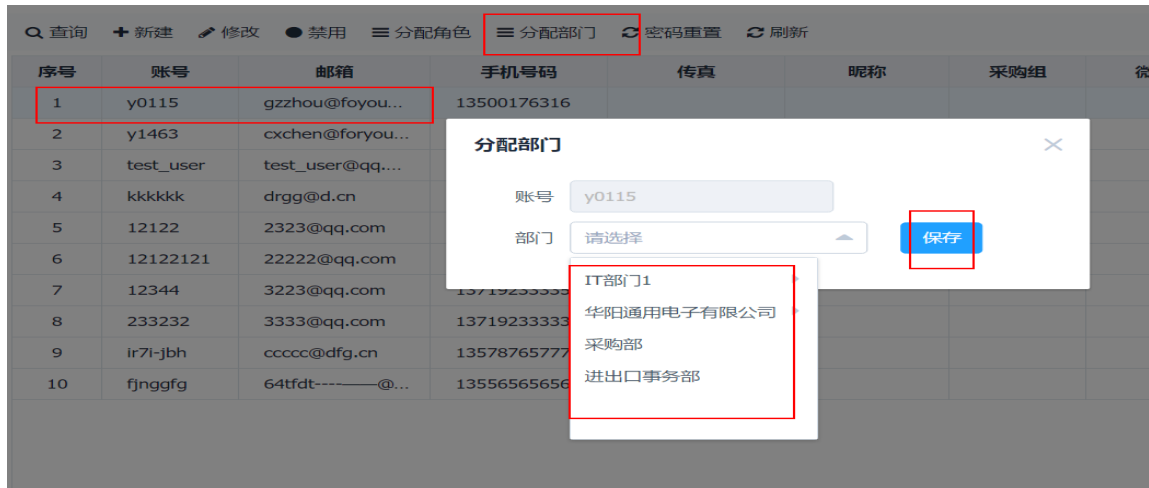 查询 新建 修改 禁用 分配角色 分配部门 密码重置 刷新
序号 账号 邮箱 手机号码 传真 昵称 采购组 微
1 y0115 gzzhou@foyou... 13500176316
2 y1463 cxchen@foryou...
分配部门
3 test_user test_user@qq....
4 kkkkkk drgg@d.cn
账号 y0115
5 12122 2323@qq.com
部门 请选择 保存
6 12122121 22222@qq.com
7 12344 3223@qq.com
IT部门1
8 233232 3333@qq.com 13719233333
华阳通用电子有限公司
9 ir7i-jbh ccccc@dfg.cn 13578765777
采购部
10 fjnggfg 64tfdt----——@... 13556565656
进出口事务部